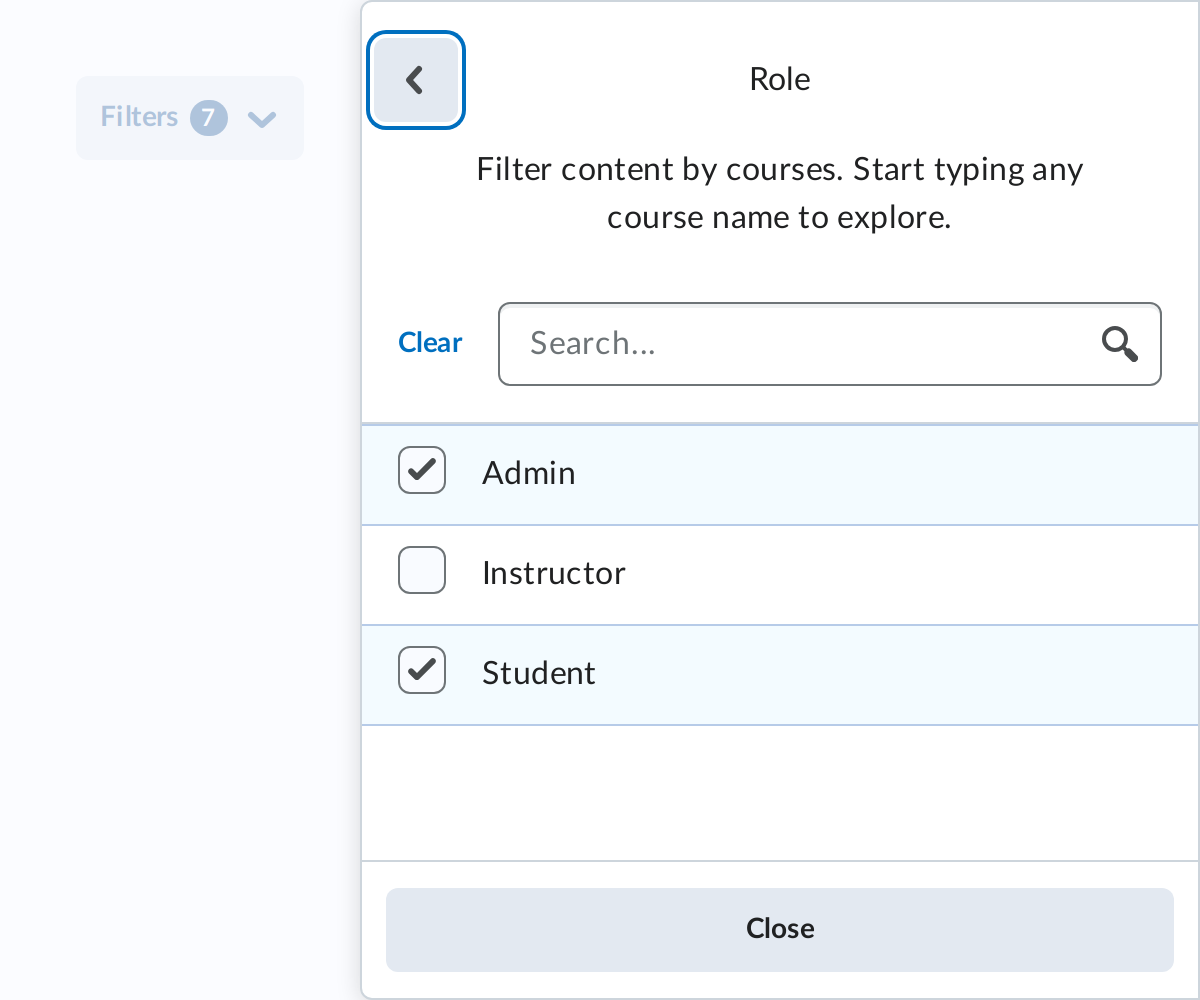 Filters 7
Role
Filter content by courses. Start typing any
course name to explore.
Clear
Search...
Admin
Instructor
Student
Close